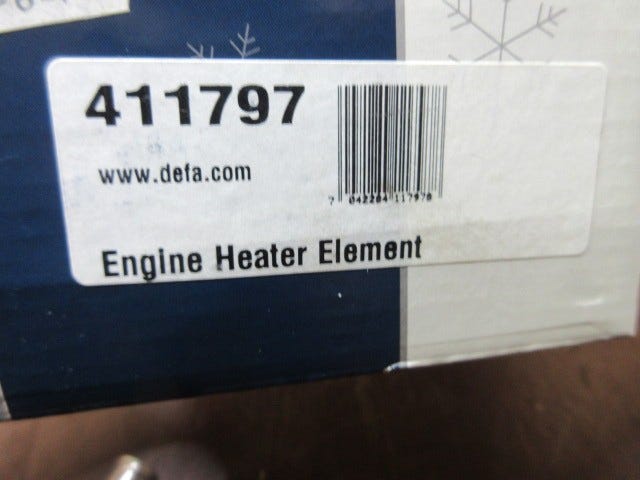 411797
www.defa.com
7 042284 117978
Engine Heater Element